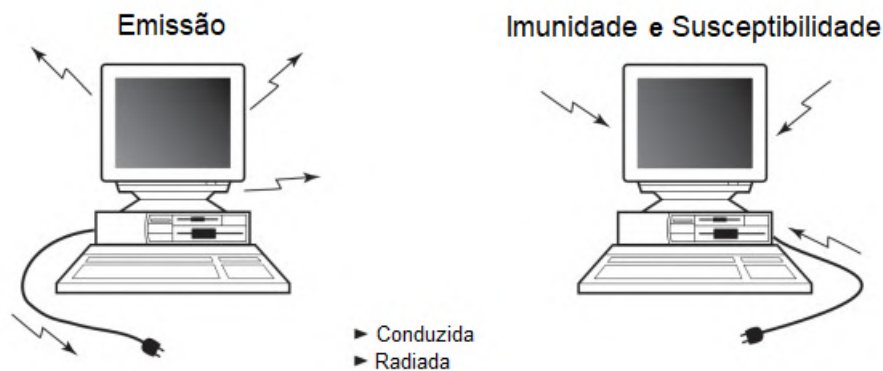 Emissão
Imunidade e Susceptibilidade
► Conduzida
► Radiada